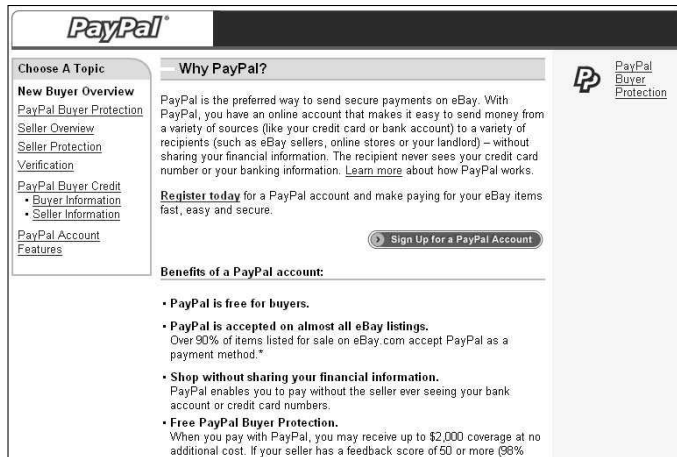 PayPal
Choose A Topic
New Buyer Overview
PayPal Buyer Protection
Seller Overview
Seller Protection
Verification
PayPal Buyer Credit
• Buyer Information
• Seller Information
PayPal Account
Features
Why PayPal?
PayPal is the preferred way to send secure payments on eBay. With
PayPal, you have an online account that makes it easy to send money from
a variety of sources (like your credit card or bank account) to a variety of
recipients (such as eBay sellers, online stores or your landlord) – without
sharing your financial information. The recipient never sees your credit card
number or your banking information. Learn more about how PayPal works.
Register today for a PayPal account and make paying for your eBay items
fast, easy and secure.
Sign Up for a PayPal Account
Benefits of a PayPal account:
• PayPal is free for buyers.
• PayPal is accepted on almost all eBay listings.
Over 90% of items listed for sale on eBay.com accept PayPal as a
payment method.*
• Shop without sharing your financial information.
PayPal enables you to pay without the seller ever seeing your bank
account or credit card numbers.
• Free PayPal Buyer Protection.
When you pay with PayPal, you may receive up to $2,000 coverage at no
additional cost. If your seller has a feedback score of 50 or more (98%
PayPal
Buyer
Protection